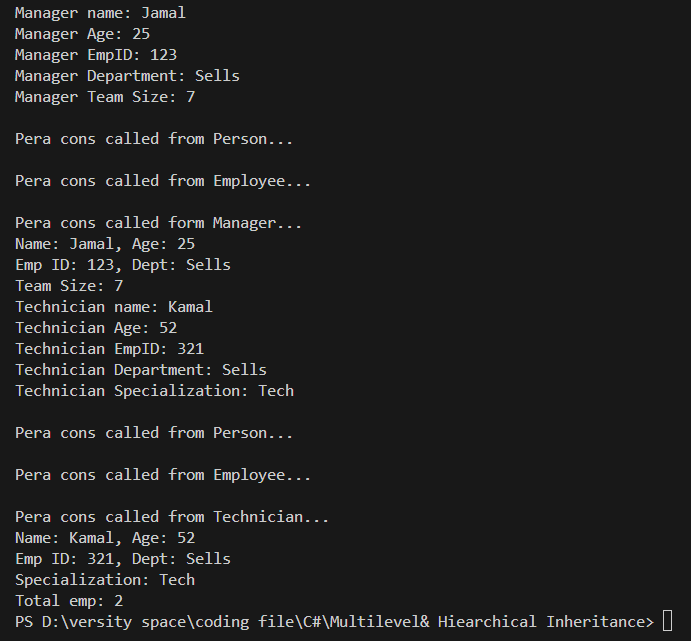 Manager name: Jamal
Manager Age: 25
Manager EmpID: 123
Manager Department: Sells
Manager Team Size: 7
Pera cons called from Person...
Pera cons called from Employee...
Pera cons called form Manager...
Name: Jamal, Age: 25
Emp ID: 123, Dept: Sells
Team Size: 7
Technician name: Kamal
Technician Age: 52
Technician EmpID: 321
Technician Department: Sells
Technician Specialization: Tech
Pera cons called from Person...
Pera cons called from Employee...
Pera cons called from Technician...
Name: Kamal, Age: 52
Emp ID: 321, Dept: Sells
Specialization: Tech
Total emp: 2
PS D:\versity space\coding file\C#\Multilevel& Hiearchical Inheritance>